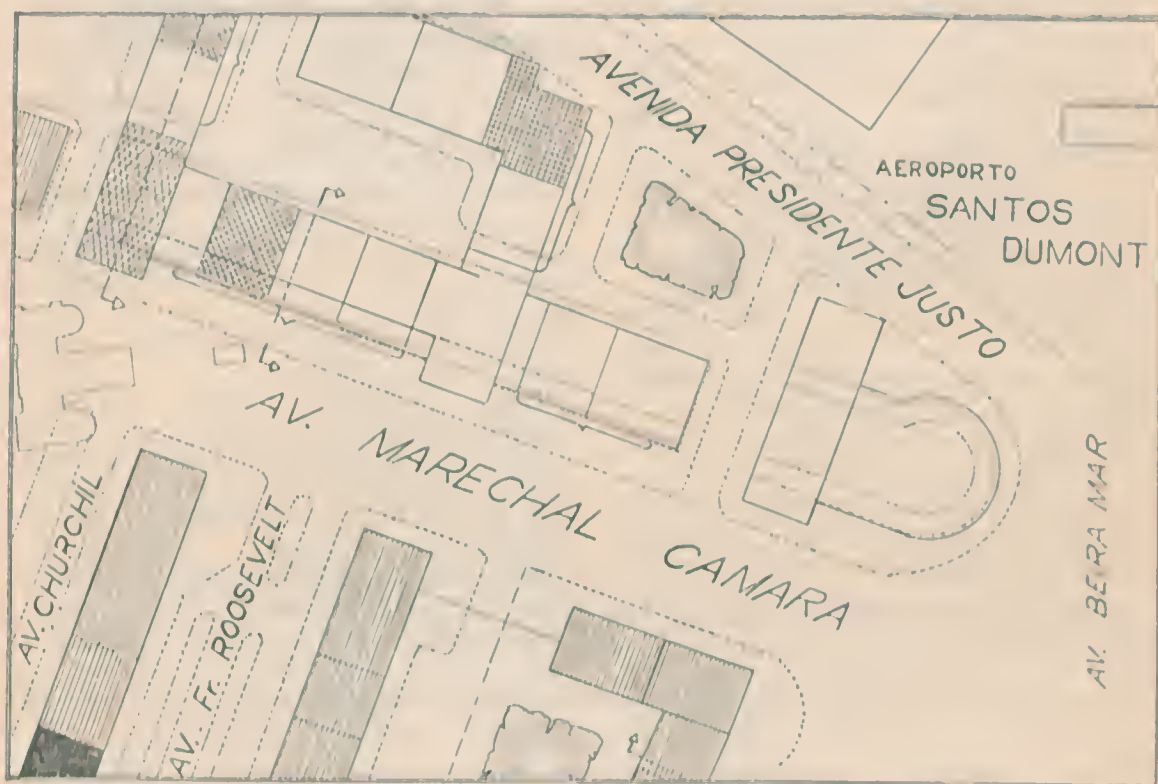 AVENIDA PRESIDENTE JUSTO
AEROPORTO
SANTOS
DUMONT
AV. MARECHAL CAMARA
AV. BEIRA MAR
AV. CHURCHIL
AV. Fr. ROOSEVELT